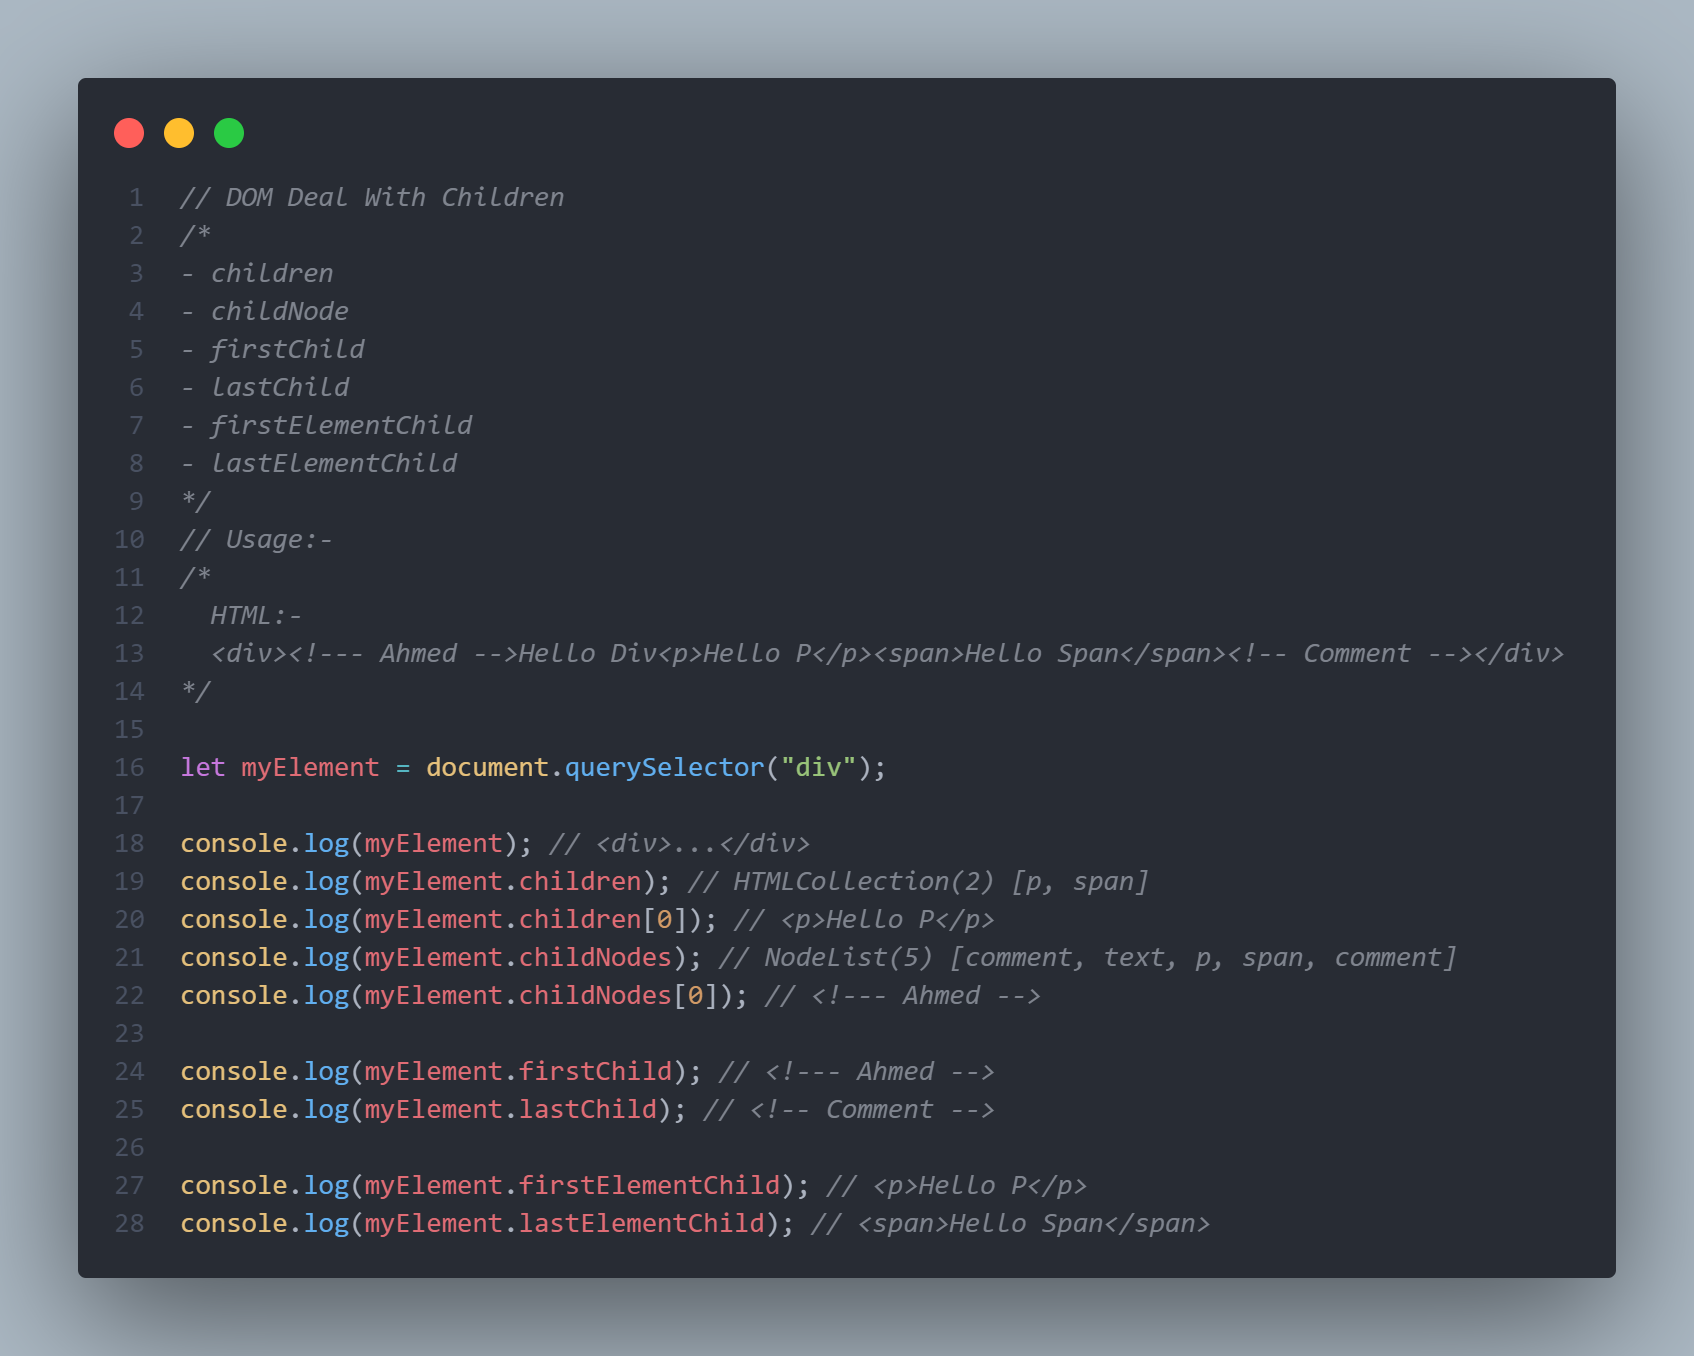 1 // DOM Deal With Children
2 /*
3 - children
4 - childNode
5 - firstChild
6 - lastChild
7 - firstElementChild
8 - lastElementChild
9 */
10 // Usage:-
11 /*
12   HTML:-
13   <div><!--- Ahmed -->Hello Div<p>Hello P</p><span>Hello Span</span><!-- Comment --></div>
14 */
15
16 let myElement = document.querySelector("div");
17
18 console.log(myElement); // <div>...</div>
19 console.log(myElement.children); // HTMLCollection(2) [p, span]
20 console.log(myElement.children[0]); // <p>Hello P</p>
21 console.log(myElement.childNodes); // NodeList(5) [comment, text, p, span, comment]
22 console.log(myElement.childNodes[0]); // <!--- Ahmed -->
23
24 console.log(myElement.firstChild); // <!--- Ahmed -->
25 console.log(myElement.lastChild); // <!-- Comment -->
26
27 console.log(myElement.firstElementChild); // <p>Hello P</p>
28 console.log(myElement.lastElementChild); // <span>Hello Span</span>